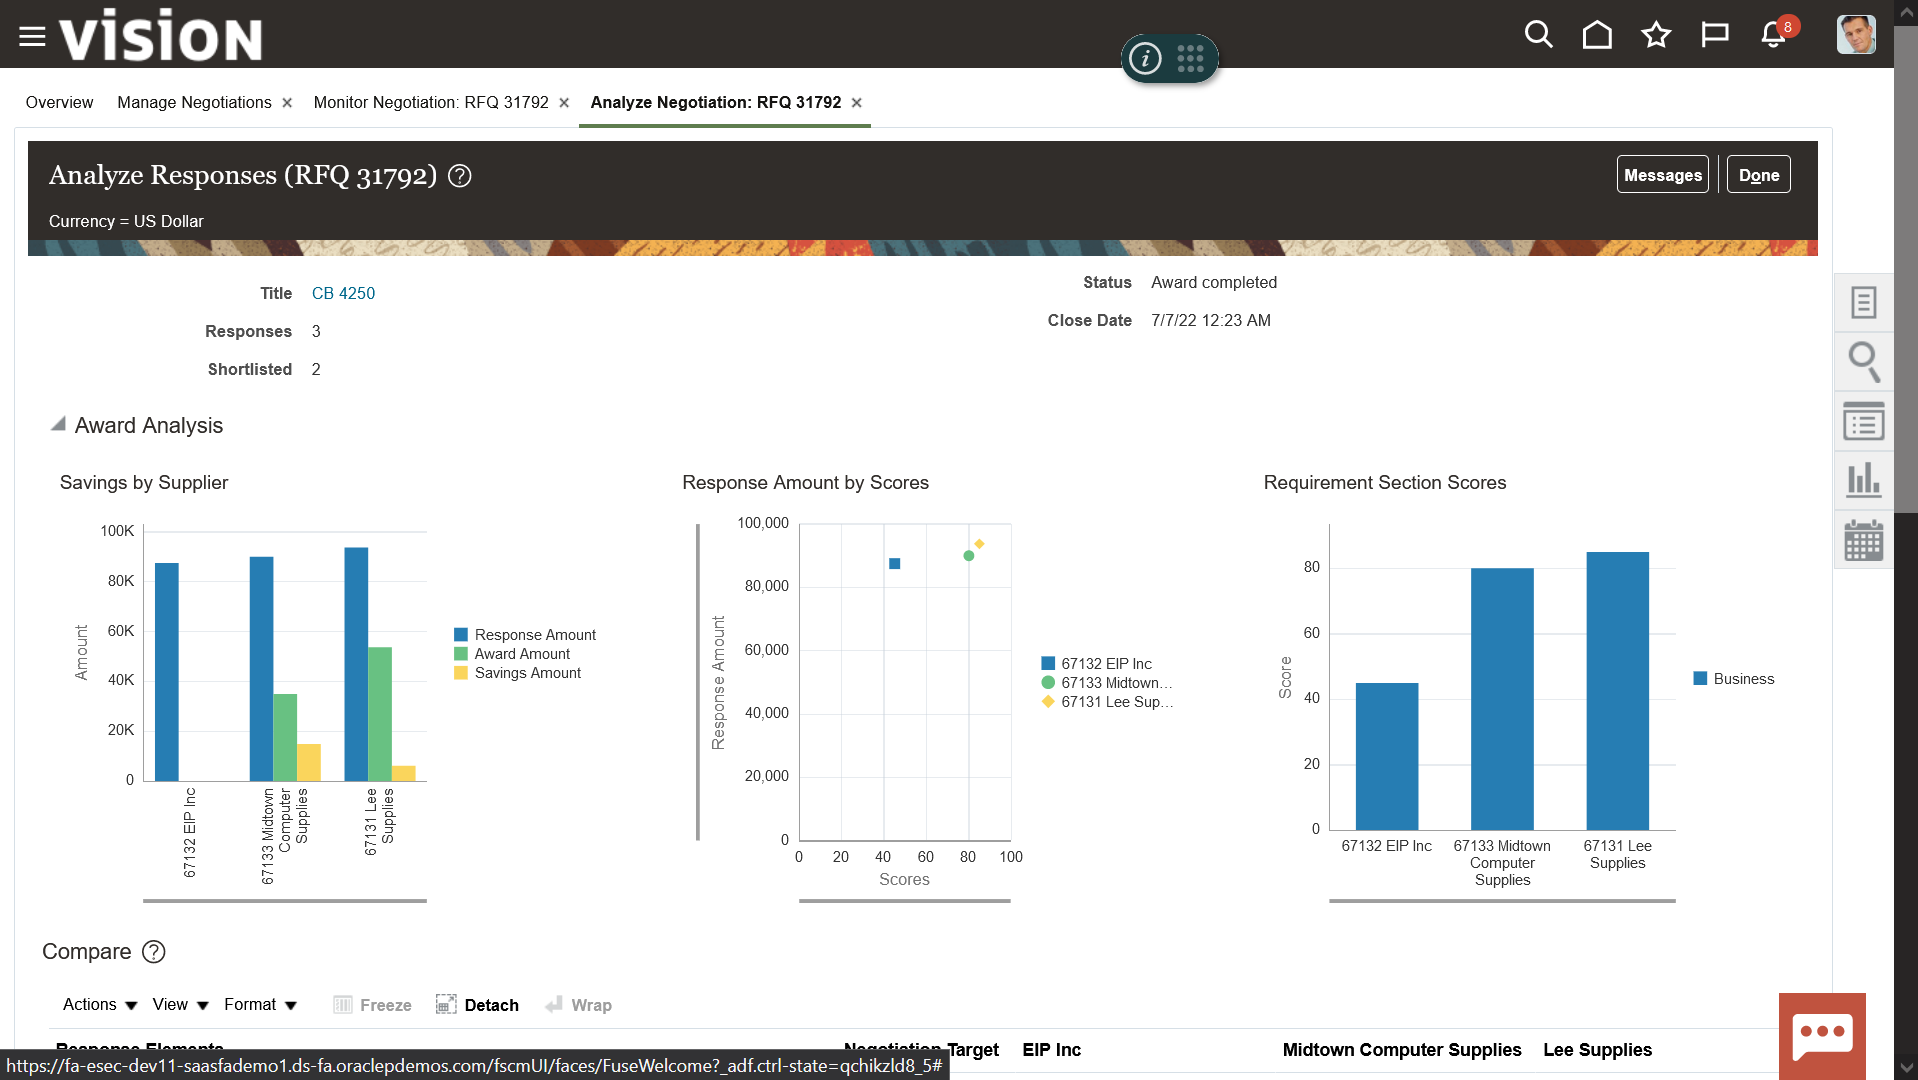 VISION
8
Overview
Manage Negotiations ×
Monitor Negotiation: RFQ 31792 ×
Analyze Negotiation: RFQ 31792 ×
Analyze Responses (RFQ 31792) ?
Messages
Done
Currency = US Dollar
Title CB 4250
Responses 3
Shortlisted 2
Status Award completed
Close Date 7/7/22 12:23 AM
Award Analysis
Savings by Supplier
100K
80K
60K
40K
20K
0
Amount
67132 EIP Inc
67133 Midtown
Computer
Supplies
67131 Lee
Supplies
Response Amount
Award Amount
Savings Amount
Response Amount by Scores
100,000
80,000
60,000
40,000
20,000
0
Response Amount
0 20 40 60 80 100
Scores
67132 EIP Inc
67133 Midtown...
67131 Lee Sup...
Requirement Section Scores
80
60
40
20
0
Score
67132 EIP Inc
67133 Midtown
Computer
Supplies
67131 Lee
Supplies
Business
Compare ?
Actions View Format Freeze Detach Wrap
Response Elements Negotiation Target EIP Inc Midtown Computer Supplies Lee Supplies
https://fa-esec-dev11-saasfademo1.ds-fa.oraclepdemos.com/fscmUI/faces/FuseWelcome?_adf.ctrl-state=qchikzld8_5#